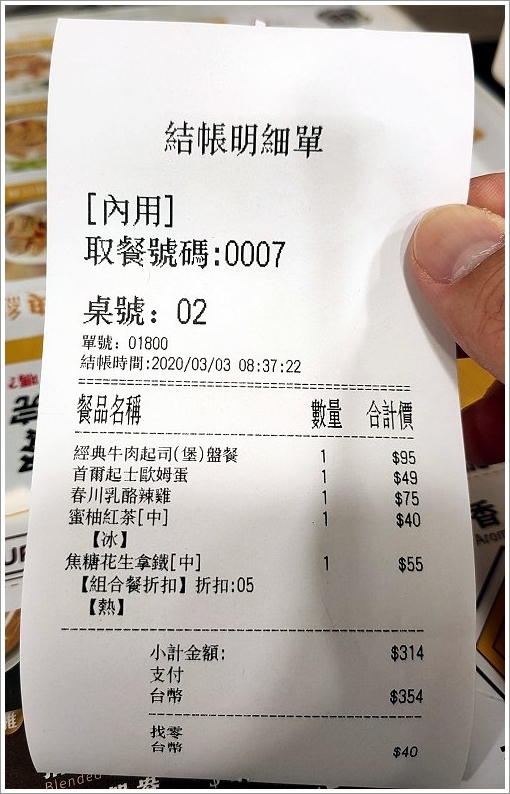 結帳明細單
[內用]
取餐號碼:0007
桌號: 02
單號: 01800
結帳時間:2020/03/03 08:37:22
餐品名稱 數量 合計價
經典牛肉起司(堡)盤餐 1 $95
首爾起士歐姆蛋 1 $49
春川乳酪辣雞 1 $75
蜜柚紅茶[中] 1 $40
【冰】
焦糖花生拿鐵[中] 1 $55
【組合餐折扣】折扣:05
【熱】
小計金額: $314
支付
台幣 $354
找零
台幣 $40
嗎?
香
Arom
Blended